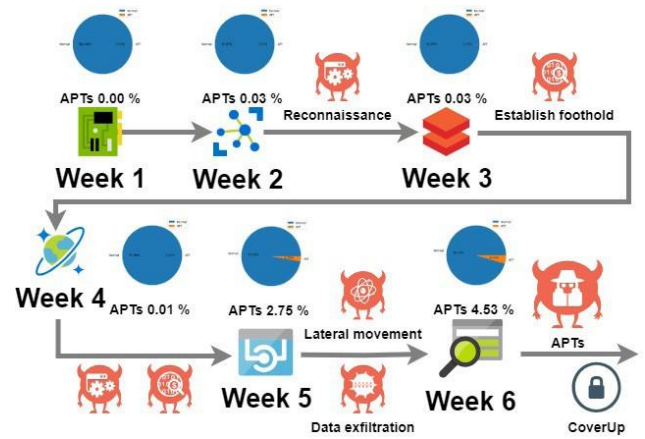 APTs 0.00 %
APTs 0.03 %
Reconnaissance
APTs 0.03 %
Establish foothold
Week 1
Week 2
Week 3
Week 4
APTs 0.01 %
APTs 2.75 %
Lateral movement
APTs 4.53 %
APTs
Week 5
Week 6
Data exfiltration
CoverUp